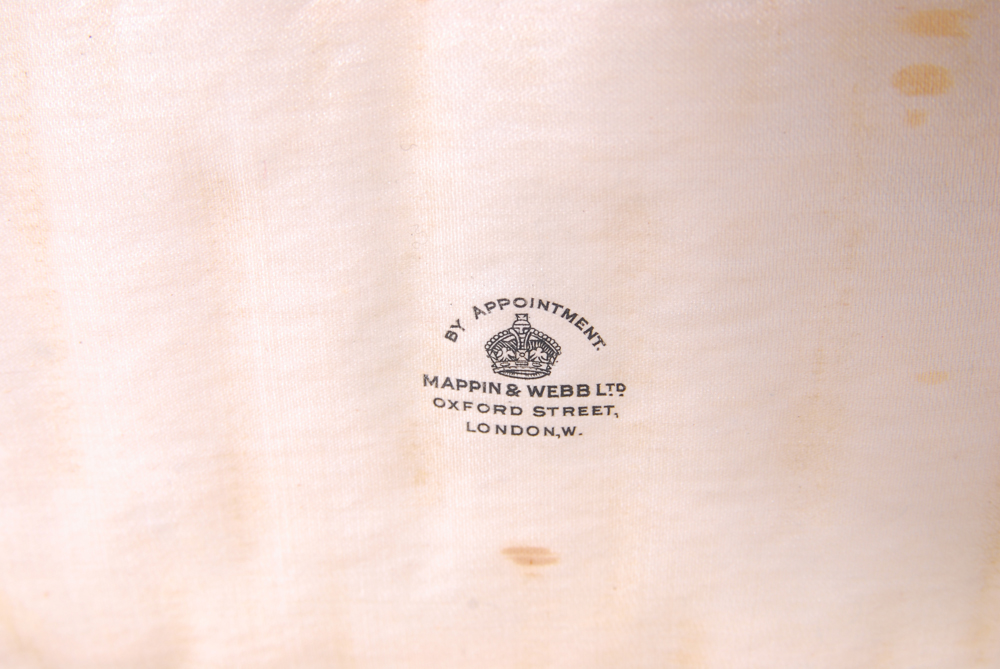 BY APPOINTMENT.
MAPPIN & WEBB LTD
OXFORD STREET,
LONDON,W.